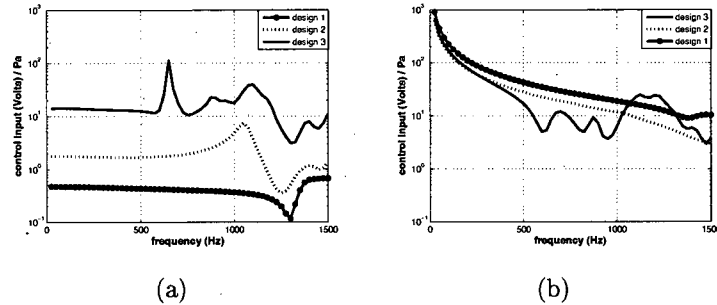 control input (Volts) / Pa
10³
10²
10¹
10⁰
10⁻¹
0
500
1000
1500
frequency (Hz)
design 1
design 2
design 3
(a)
control input (Volts) / Pa
10³
10²
10¹
10⁰
10⁻¹
0
500
1000
1500
frequency (Hz)
design 3
design 2
design 1
(b)